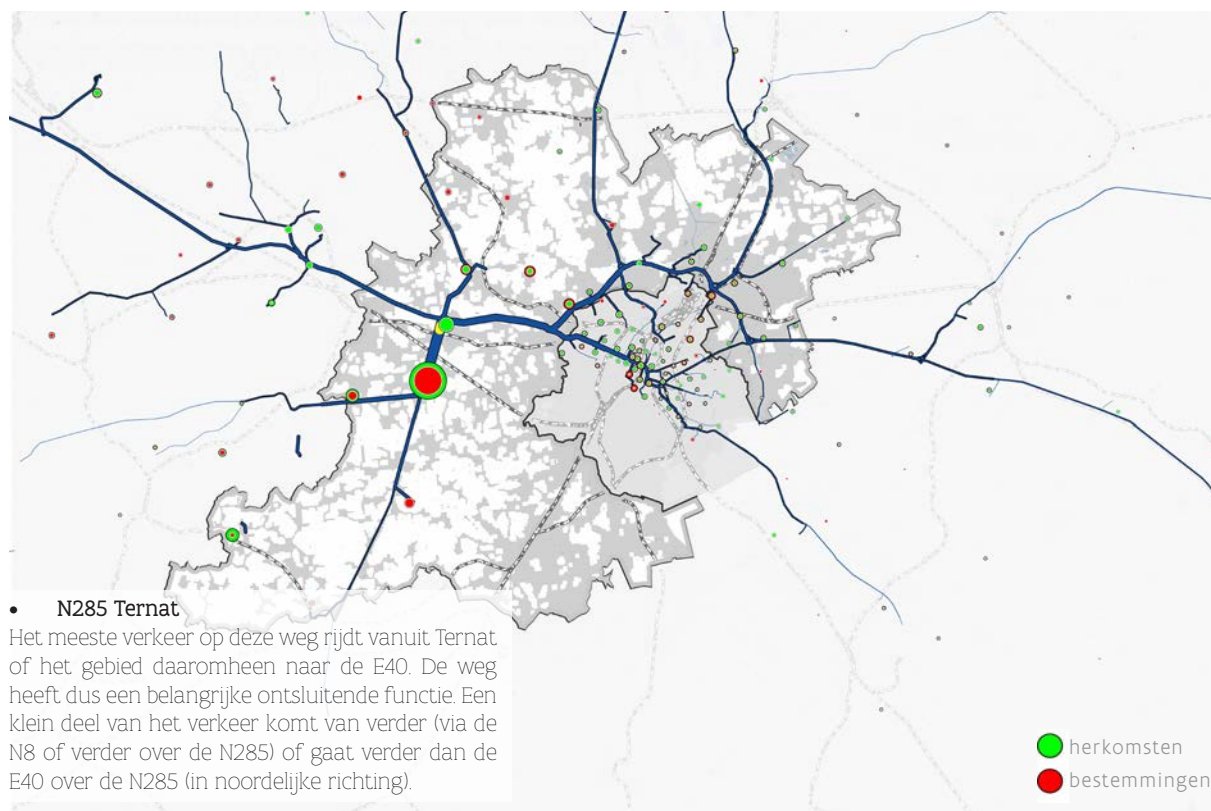 • N285 Ternat
Het meeste verkeer op deze weg rijdt vanuit Ternat
of het gebied daaromheen naar de E40. De weg
heeft dus een belangrijke ontsluitende functie. Een
klein deel van het verkeer komt van verder (via de
N8 of verder over de N285) of gaat verder dan de
E40 over de N285 (in noordelijke richting).
herkomsten
bestemmingen